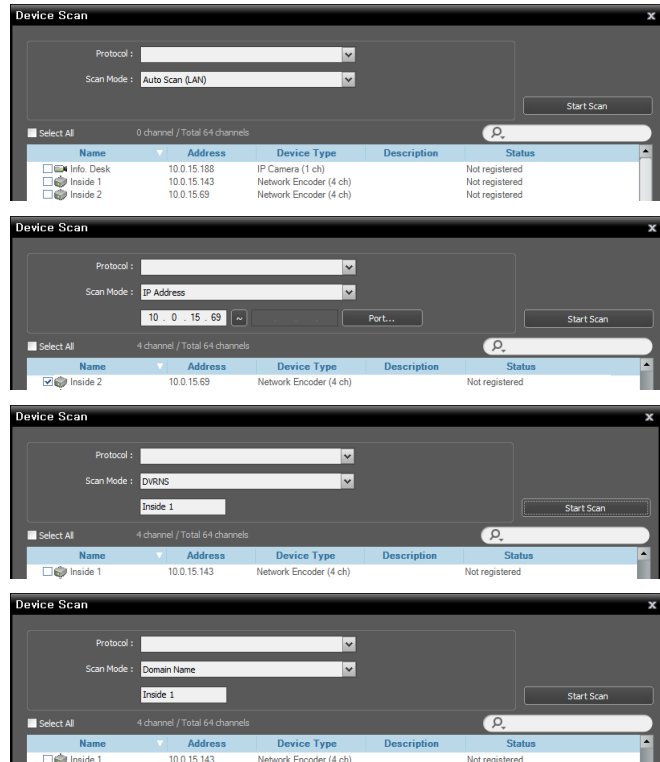 Device Scan x
Protocol :
Scan Mode : Auto Scan (LAN)
Start Scan
Select All 0 channel / Total 64 channels
Name Address Device Type Description Status
Info. Desk 10.0.15.188 IP Camera (1 ch) Not registered
Inside 1 10.0.15.143 Network Encoder (4 ch) Not registered
Inside 2 10.0.15.69 Network Encoder (4 ch) Not registered
Device Scan x
Protocol :
Scan Mode : IP Address
10 . 0 . 15 . 69 ~ Port... Start Scan
Select All 4 channel / Total 64 channels
Name Address Device Type Description Status
Inside 2 10.0.15.69 Network Encoder (4 ch) Not registered
Device Scan x
Protocol :
Scan Mode : DVRNS
Inside 1 Start Scan
Select All 4 channel / Total 64 channels
Name Address Device Type Description Status
Inside 1 10.0.15.143 Network Encoder (4 ch) Not registered
Device Scan x
Protocol :
Scan Mode : Domain Name
Inside 1 Start Scan
Select All 4 channel / Total 64 channels
Name Address Device Type Description Status
Inside 1 10.0.15.143 Network Encoder (4 ch) Not registered